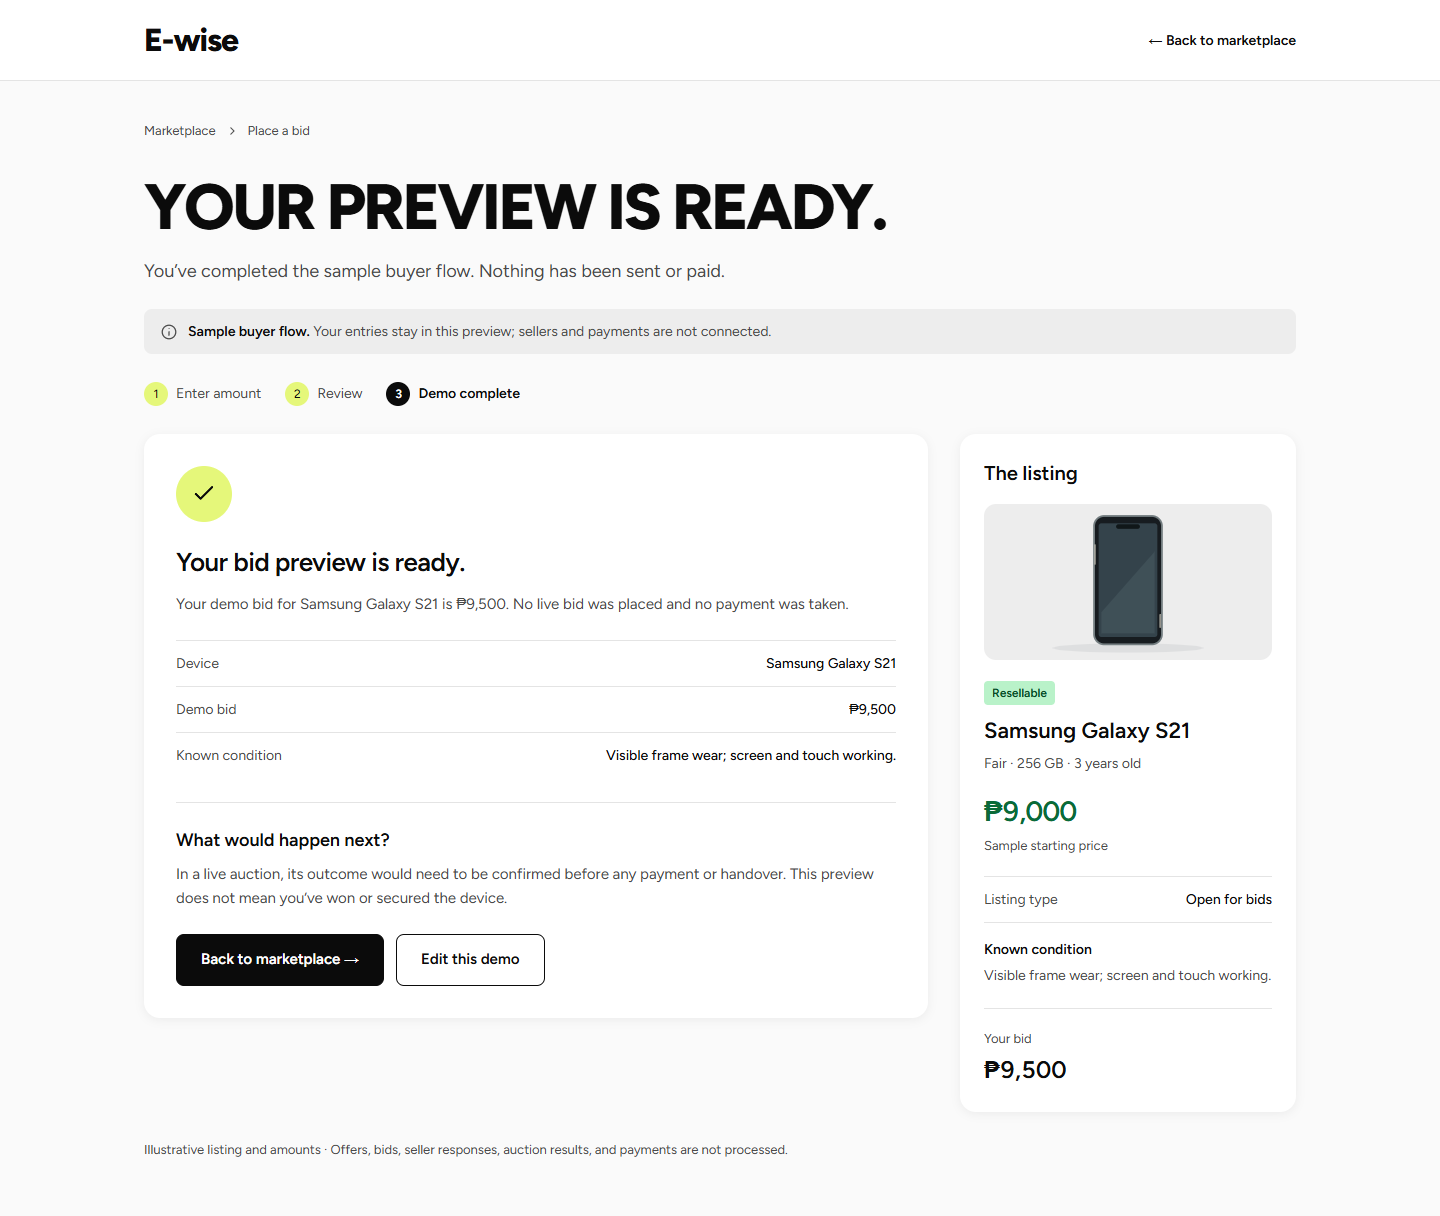 E-wise
← Back to marketplace
Marketplace > Place a bid
YOUR PREVIEW IS READY.
You’ve completed the sample buyer flow. Nothing has been sent or paid.
Sample buyer flow. Your entries stay in this preview; sellers and payments are not connected.
1 Enter amount 2 Review 3 Demo complete
Your bid preview is ready.
Your demo bid for Samsung Galaxy S21 is ₱9,500. No live bid was placed and no payment was taken.
Device Samsung Galaxy S21
Demo bid ₱9,500
Known condition Visible frame wear; screen and touch working.
What would happen next?
In a live auction, its outcome would need to be confirmed before any payment or handover. This preview
does not mean you’ve won or secured the device.
Back to marketplace →
Edit this demo
The listing
Resellable
Samsung Galaxy S21
Fair · 256 GB · 3 years old
₱9,000
Sample starting price
Listing type Open for bids
Known condition
Visible frame wear; screen and touch working.
Your bid
₱9,500
Illustrative listing and amounts · Offers, bids, seller responses, auction results, and payments are not processed.